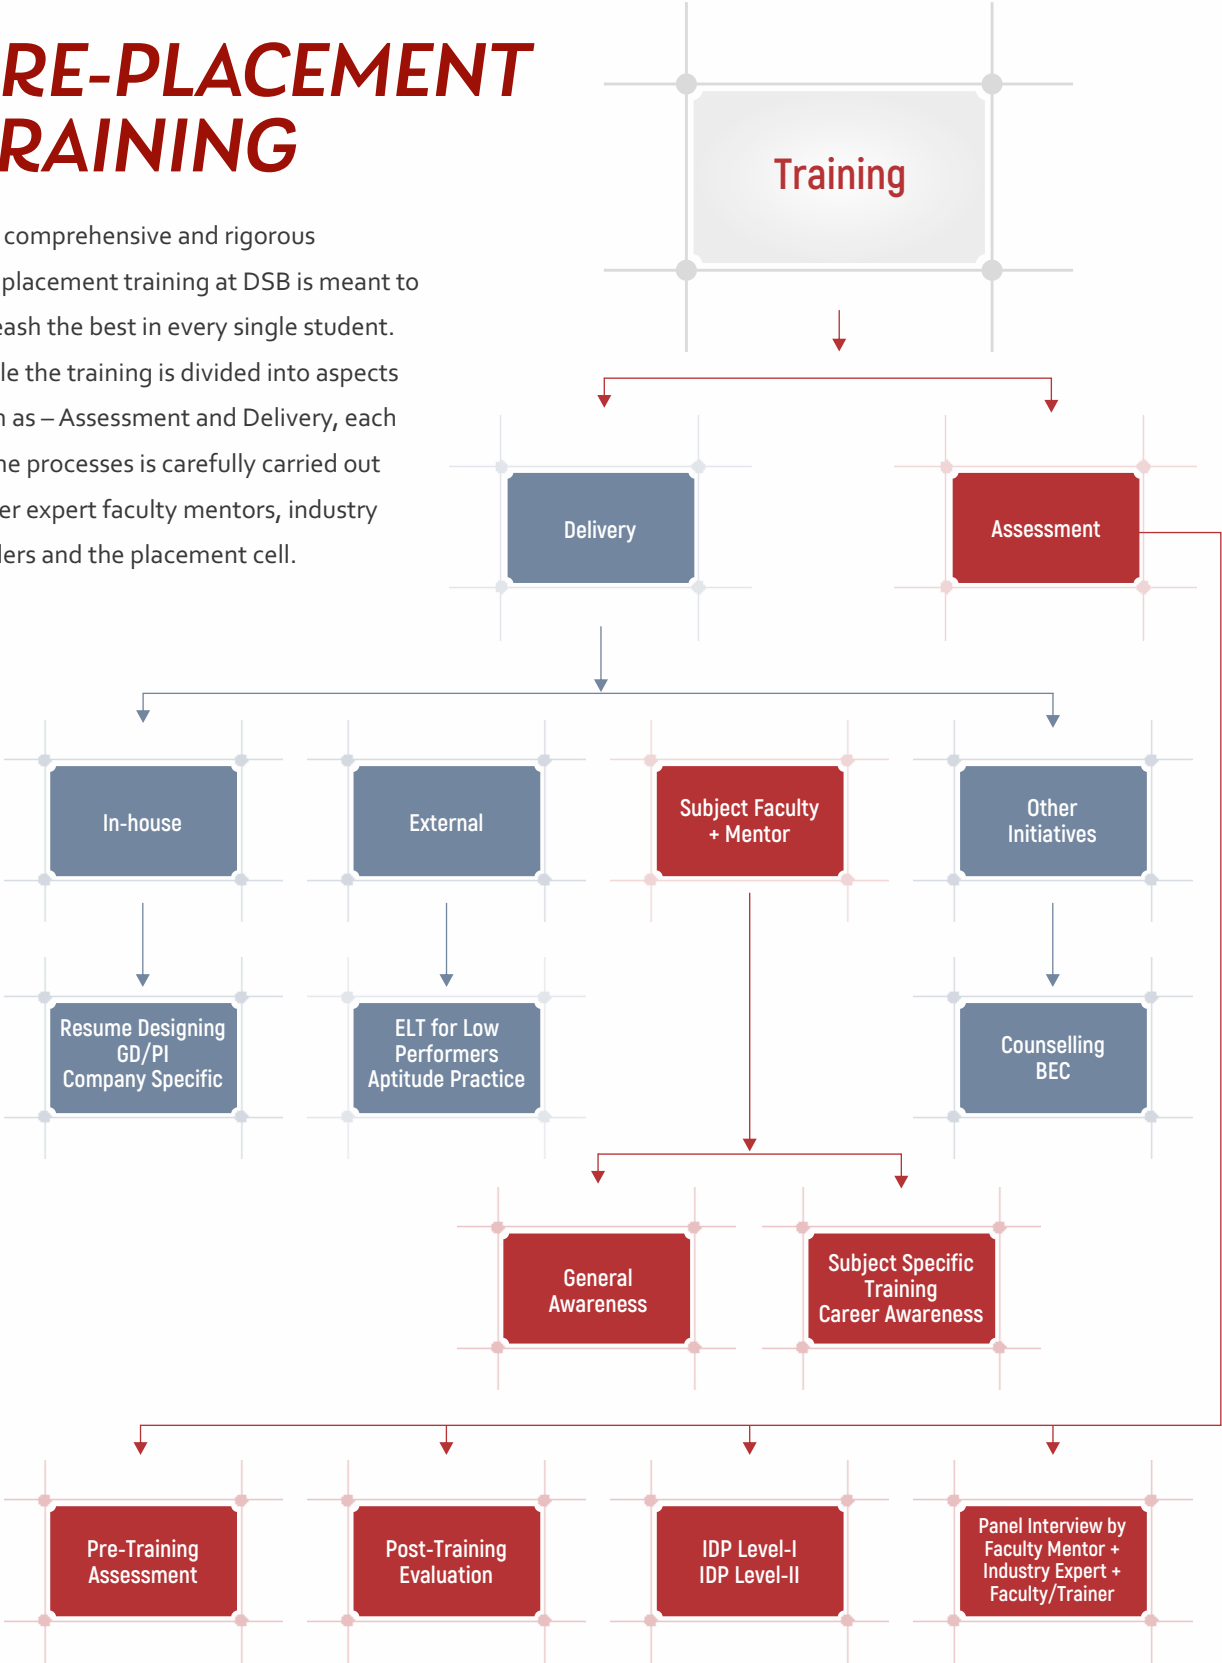 RE-PLACEMENT
RAINING
comprehensive and rigorous
placement training at DSB is meant to
eash the best in every single student.
le the training is divided into aspects
n as – Assessment and Delivery, each
he processes is carefully carried out
er expert faculty mentors, industry
ders and the placement cell.
Training
Delivery
Assessment
In-house
External
Subject Faculty
+ Mentor
Other
Initiatives
Resume Designing
GD/PI
Company Specific
ELT for Low
Performers
Aptitude Practice
Counselling
BEC
General
Awareness
Subject Specific
Training
Career Awareness
Pre-Training
Assessment
Post-Training
Evaluation
IDP Level-I
IDP Level-II
Panel Interview by
Faculty Mentor +
Industry Expert +
Faculty/Trainer